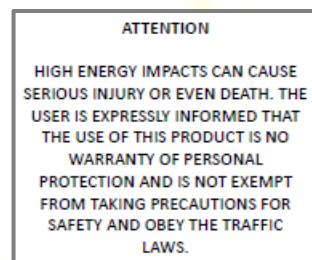 ATTENTION
HIGH ENERGY IMPACTS CAN CAUSE
SERIOUS INJURY OR EVEN DEATH. THE
USER IS EXPRESSLY INFORMED THAT
THE USE OF THIS PRODUCT IS NO
WARRANTY OF PERSONAL
PROTECTION AND IS NOT EXEMPT
FROM TAKING PRECAUTIONS FOR
SAFETY AND OBEY THE TRAFFIC
LAWS.